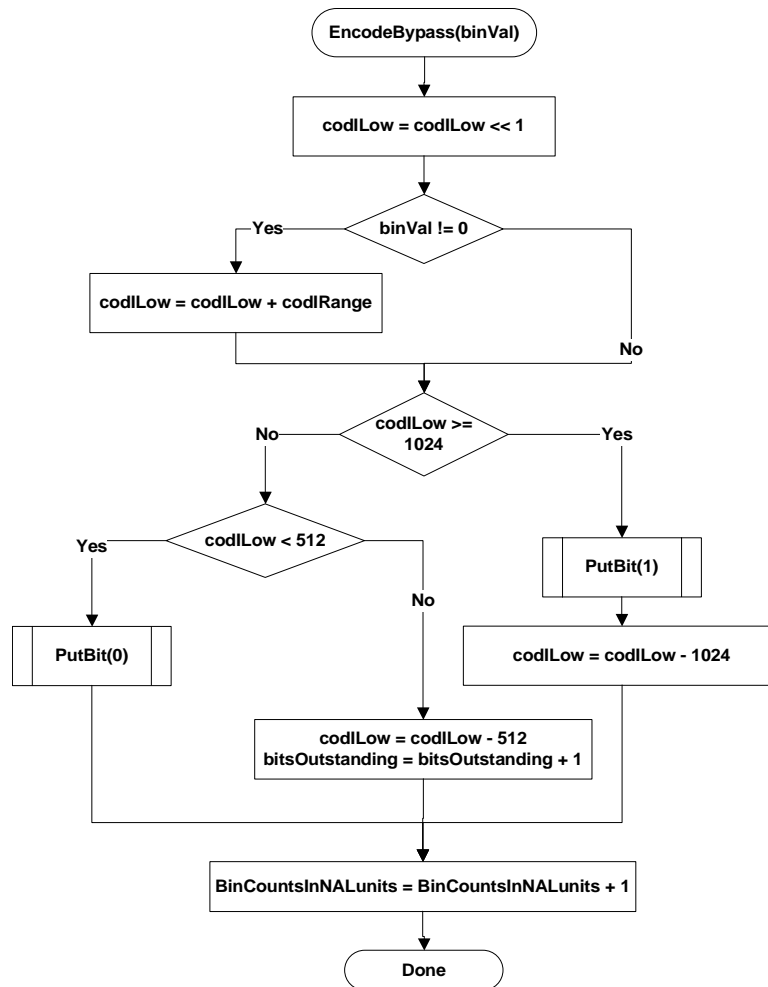 EncodeBypass(binVal)
codILow = codILow << 1
Yes
binVal != 0
codILow = codILow + codIRange
No
codILow >=
1024
No
Yes
codILow < 512
Yes
PutBit(1)
No
PutBit(0)
codILow = codILow - 1024
codILow = codILow - 512
bitsOutstanding = bitsOutstanding + 1
BinCountsInNALunits = BinCountsInNALunits + 1
Done